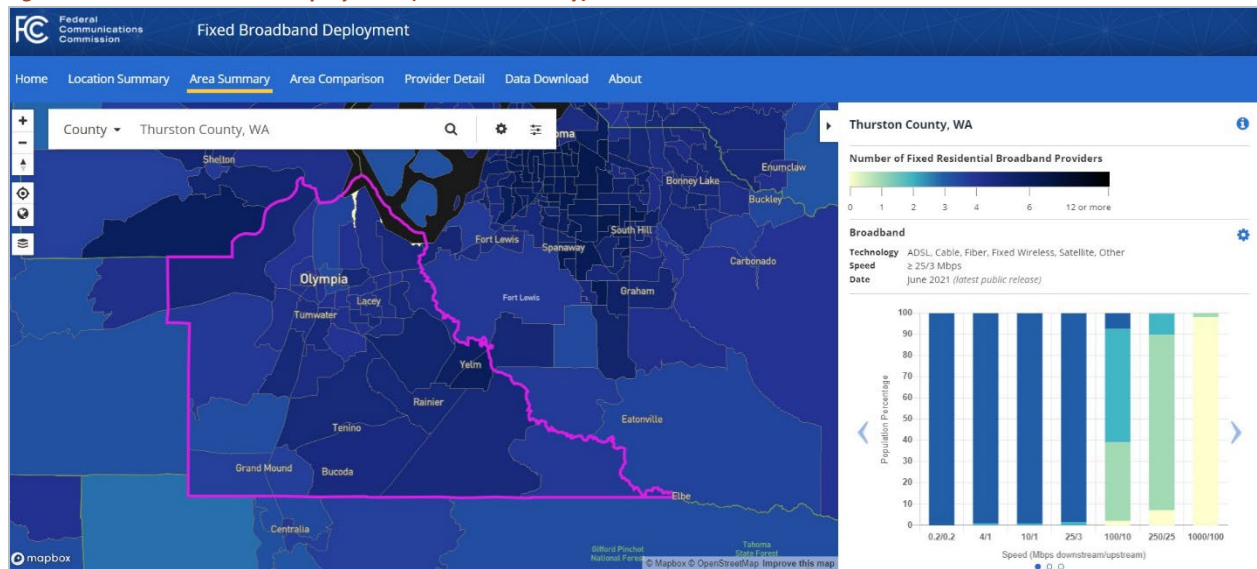 Federal
Communications
Commission
Fixed Broadband Deployment
Home Location Summary Area Summary Area Comparison Provider Detail Data Download About
County Thurston County, WA
Shelton
oma
Enumclaw
Bonney Lake
Buckley
South Hill
Fort Lewis
Spanaway
Carbonado
Olympia
Fort Lewis
Graham
Lacey
Tumwater
Yelm
Rainier
Eatonville
Tenino
Grand Mound
Bucoda
Elbe
Centralia
Gifford Pinchot
National Forest
Tahoma
State Forest
mapbox
© Mapbox © OpenStreetMap Improve this map
Thurston County, WA
Number of Fixed Residential Broadband Providers
0 1 2 3 4 6 12 or more
Broadband
Technology ADSL, Cable, Fiber, Fixed Wireless, Satellite, Other
Speed ≥ 25/3 Mbps
Date June 2021 (latest public release)
100
90
80
70
60
50
40
30
20
10
0
Population Percentage
0.2/0.2 4/1 10/1 25/3 100/10 250/25 1000/100
Speed (Mbps downstream/upstream)